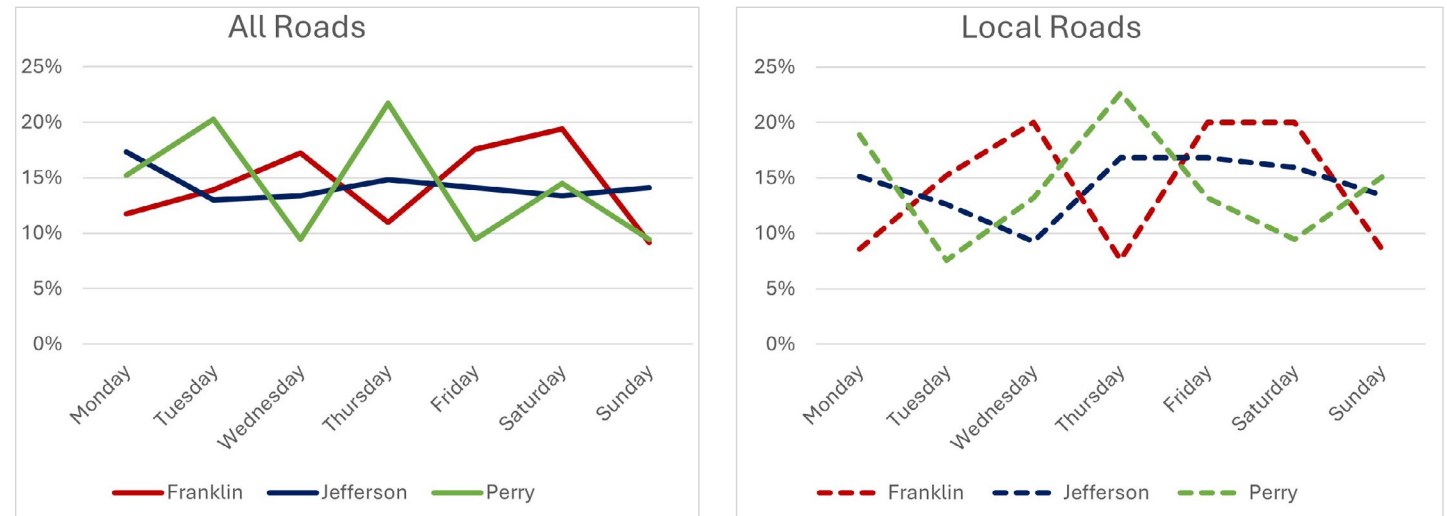 All Roads
25%
20%
15%
10%
5%
0%
Monday
Tuesday
Wednesday
Thursday
Friday
Saturday
Sunday
Franklin
Jefferson
Perry
Local Roads
25%
20%
15%
10%
5%
0%
Monday
Tuesday
Wednesday
Thursday
Friday
Saturday
Sunday
Franklin
Jefferson
Perry